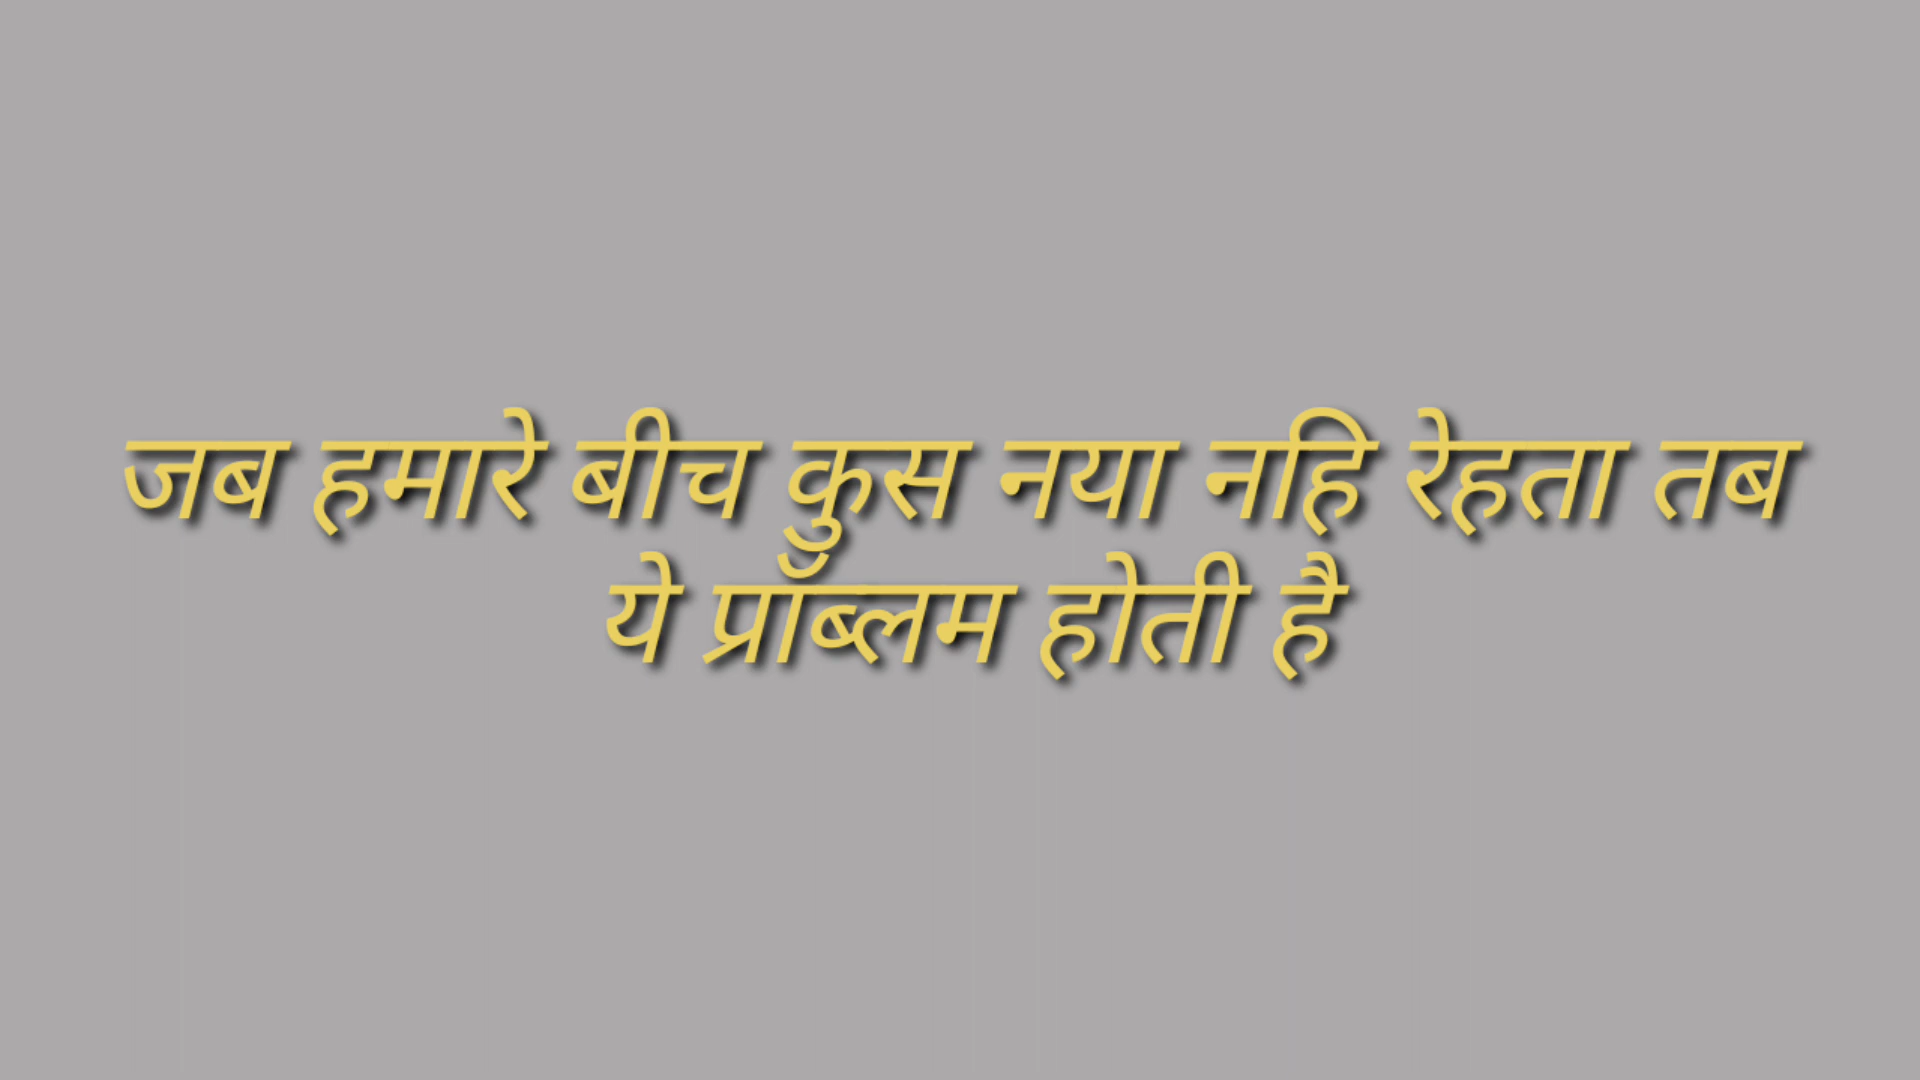 जब हमारे बीच कुस नया नहि रेहता तब
ये प्रॉब्लम होती है